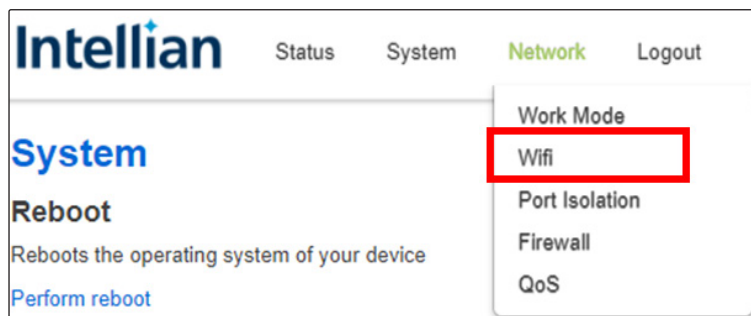 Intellian Status System Network Logout
Work Mode
System
Wifi
Reboot
Port Isolation
Reboots the operating system of your device
Firewall
Perform reboot
QoS